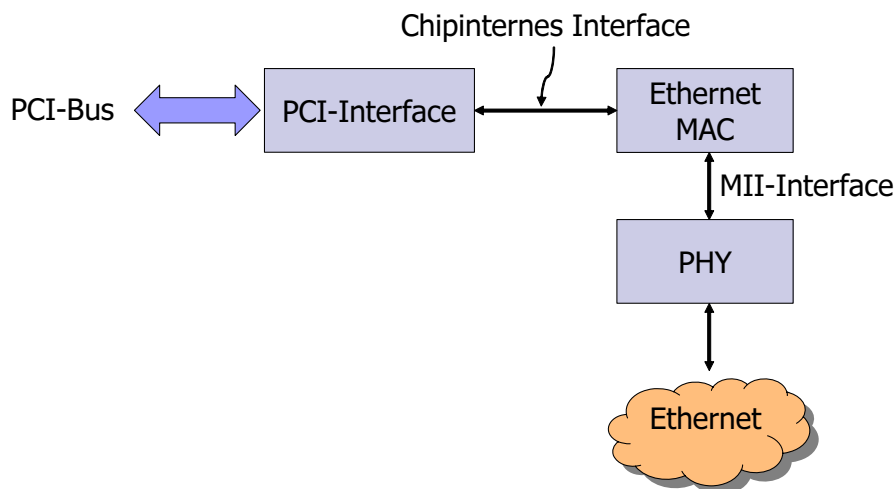 Chipinternes Interface
PCI-Bus
PCI-Interface
Ethernet
MAC
MII-Interface
PHY
Ethernet